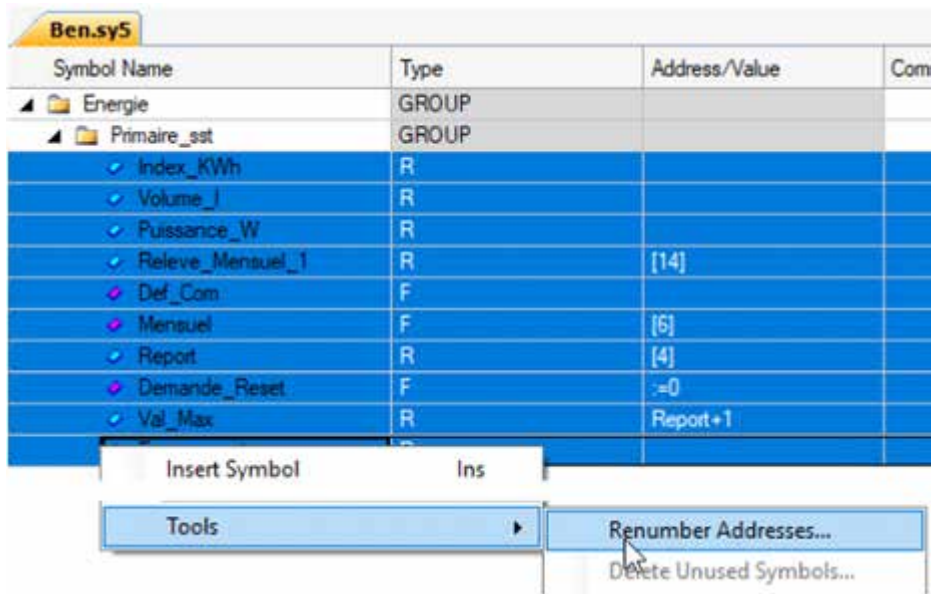 Ben.sy5
Symbol Name Type Address/Value Com
Energie GROUP
Primaire_sst GROUP
Index_KWh R
Volume_l R
Puissance_W R
Releve_Mensuel_1 R [14]
Def_Com F
Mensuel F [6]
Report R [4]
Demande_Reset F :=0
Val_Max R Report+1
Insert Symbol Ins
Tools
Renumber Addresses...
Delete Unused Symbols...